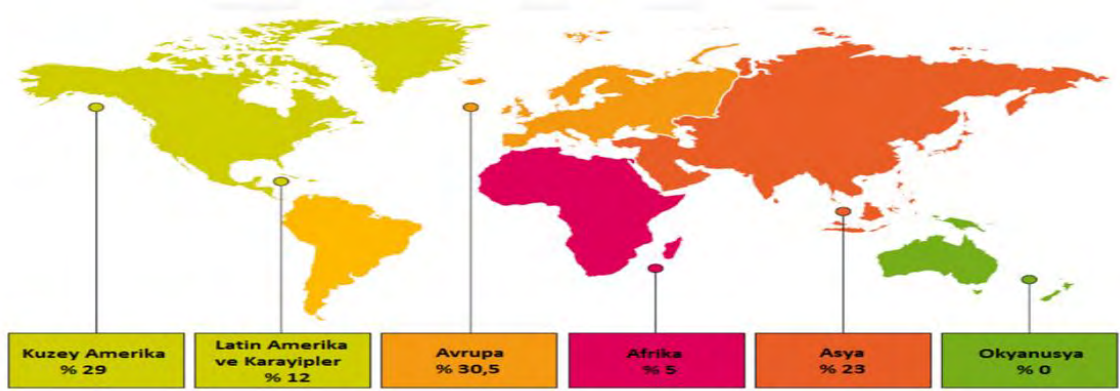 Kuzey Amerika
% 29
Latin Amerika
ve Karayipler
% 12
Avrupa
% 30,5
Afrika
% 5
Asya
% 23
Okyanusya
% 0